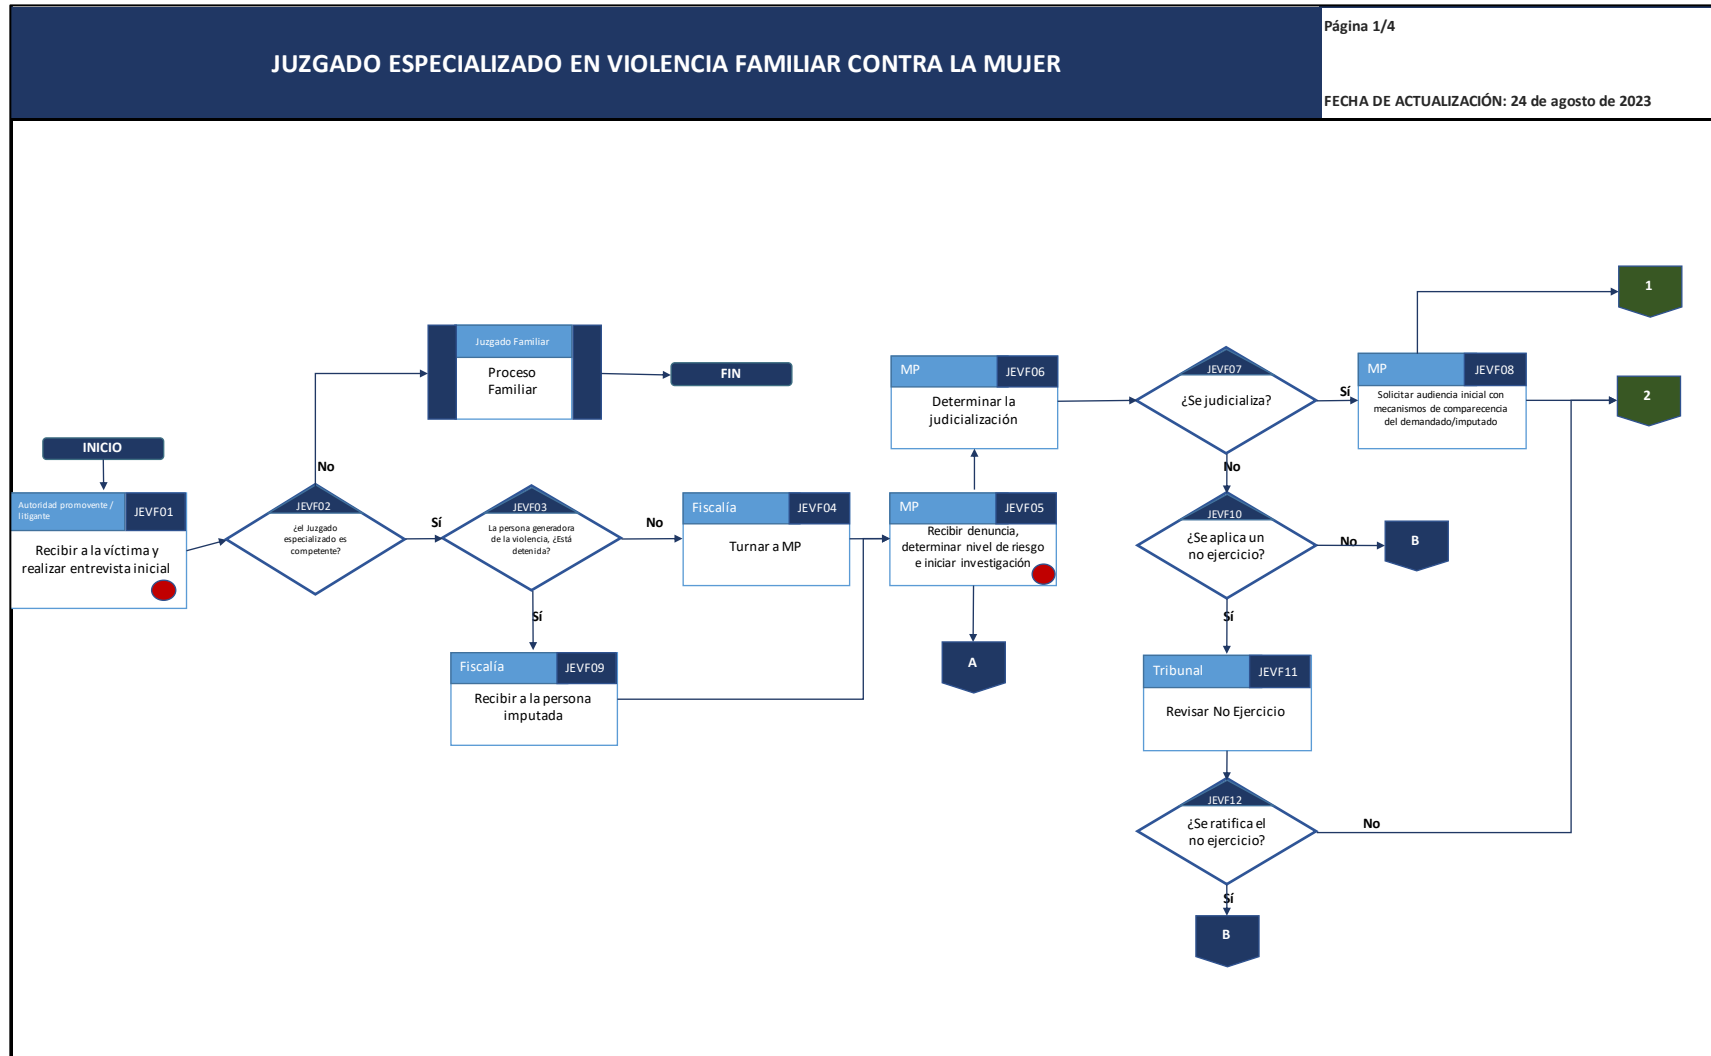 JUZGADO ESPECIALIZADO EN VIOLENCIA FAMILIAR CONTRA LA MUJER
Página 1/4
FECHA DE ACTUALIZACIÓN: 24 de agosto de 2023
INICIO
Autoridad promovente /
litigante
JEVF01
Recibir a la víctima y
realizar entrevista inicial
JEVF02
¿el Juzgado
especializado es
competente?
No
Juzgado Familiar
Proceso
Familiar
FIN
Sí
JEVF03
La persona generadora
de la violencia, ¿Está
detenida?
No
Fiscalía
JEVF04
Turnar a MP
Sí
Fiscalía
JEVF09
Recibir a la persona
imputada
MP
JEVF05
Recibir denuncia,
determinar nivel de riesgo
e iniciar investigación
A
MP
JEVF06
Determinar la
judicialización
JEVF07
¿Se judicializa?
Sí
MP
JEVF08
Solicitar audiencia inicial con
mecanismos de comparecencia
del demandado/imputado
1
2
No
JEVF10
¿Se aplica un
no ejercicio?
No
B
Sí
Tribunal
JEVF11
Revisar No Ejercicio
JEVF12
¿Se ratifica el
no ejercicio?
No
Sí
B